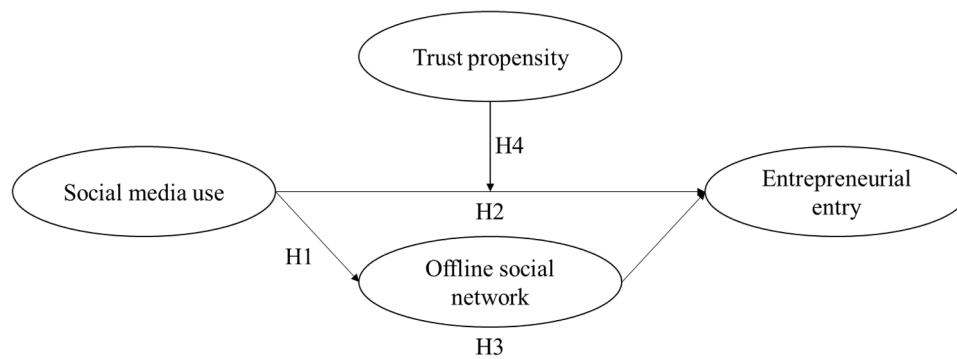 Trust propensity
H4
Social media use
Entrepreneurial
entry
H2
H1
Offline social
network
H3